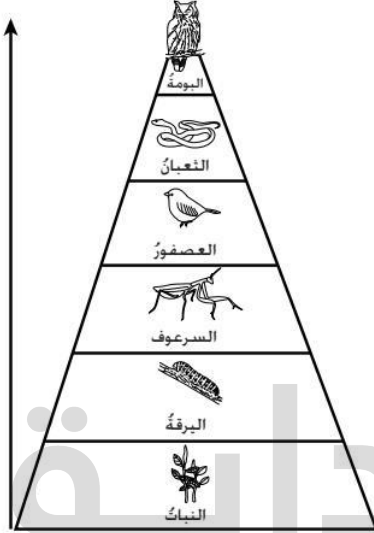 البومةُ
الثعبانُ
العصفورُ
السرعوف
اليرقةُ
النباتُ